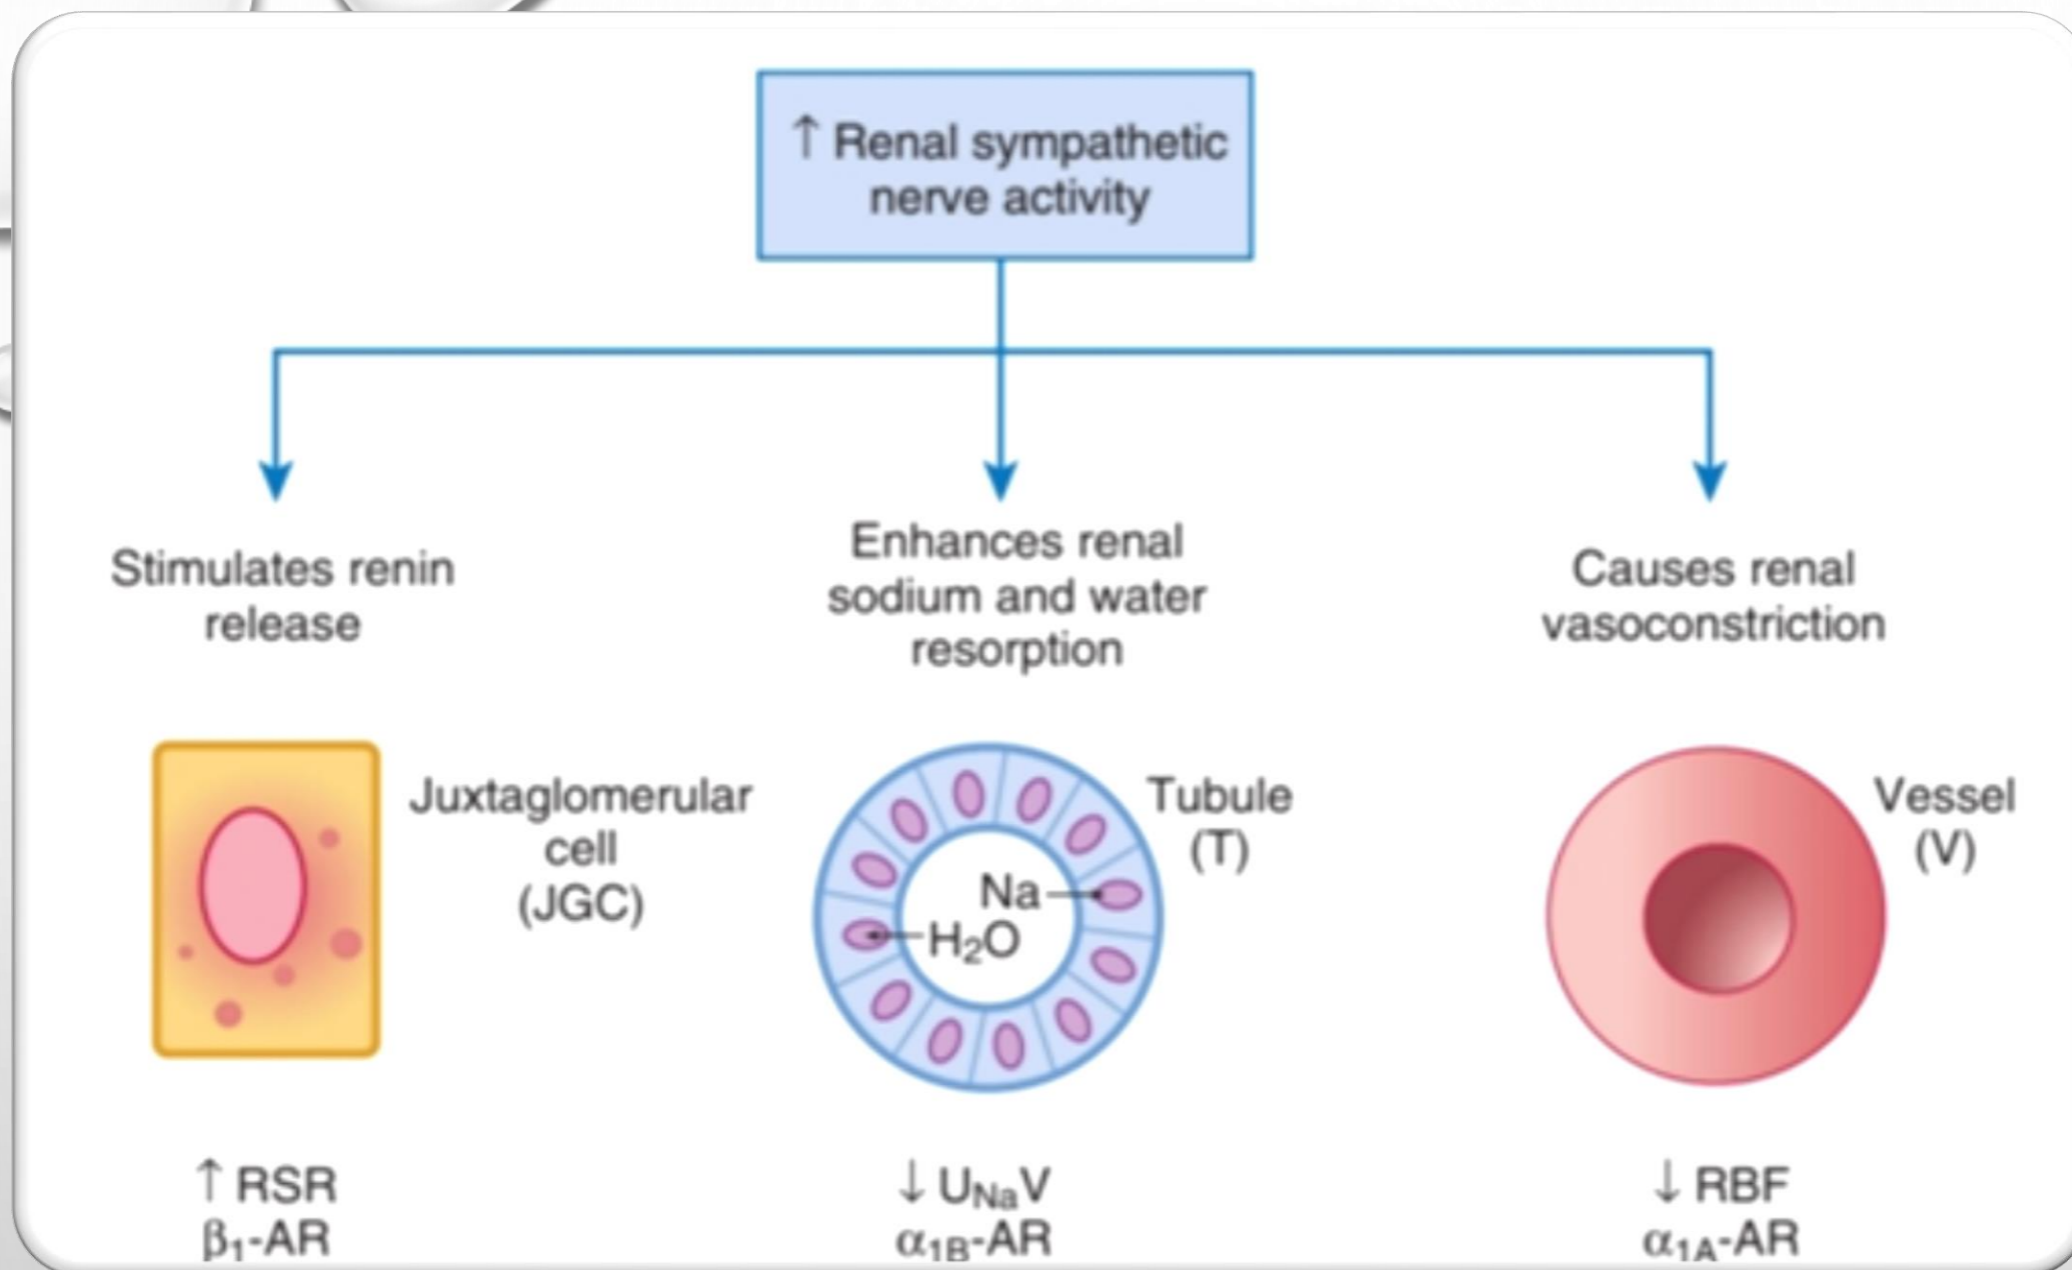 ↑ Renal sympathetic
nerve activity
Stimulates renin
release
Enhances renal
sodium and water
resorption
Causes renal
vasoconstriction
Juxtaglomerular
cell
(JGC)
Tubule
(T)
Na
H₂O
Vessel
(V)
↑ RSR
β₁-AR
↓ U_NaV
α₁B-AR
↓ RBF
α₁A-AR